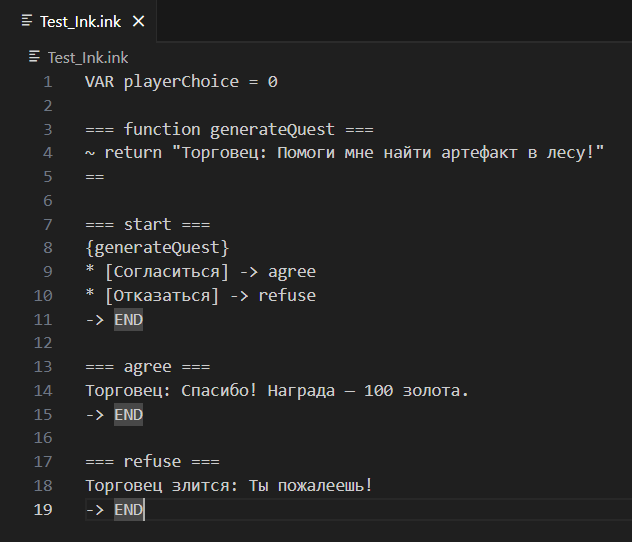 Test_Ink.ink ×
Test_Ink.ink
1 VAR playerChoice = 0
2
3 === function generateQuest ===
4 ~ return "Торговец: Помоги мне найти артефакт в лесу!"
5 ==
6
7 === start ===
8 {generateQuest}
9 * [Согласиться] -> agree
10 * [Отказаться] -> refuse
11 -> END
12
13 === agree ===
14 Торговец: Спасибо! Награда — 100 золота.
15 -> END
16
17 === refuse ===
18 Торговец злится: Ты пожалеешь!
19 -> END